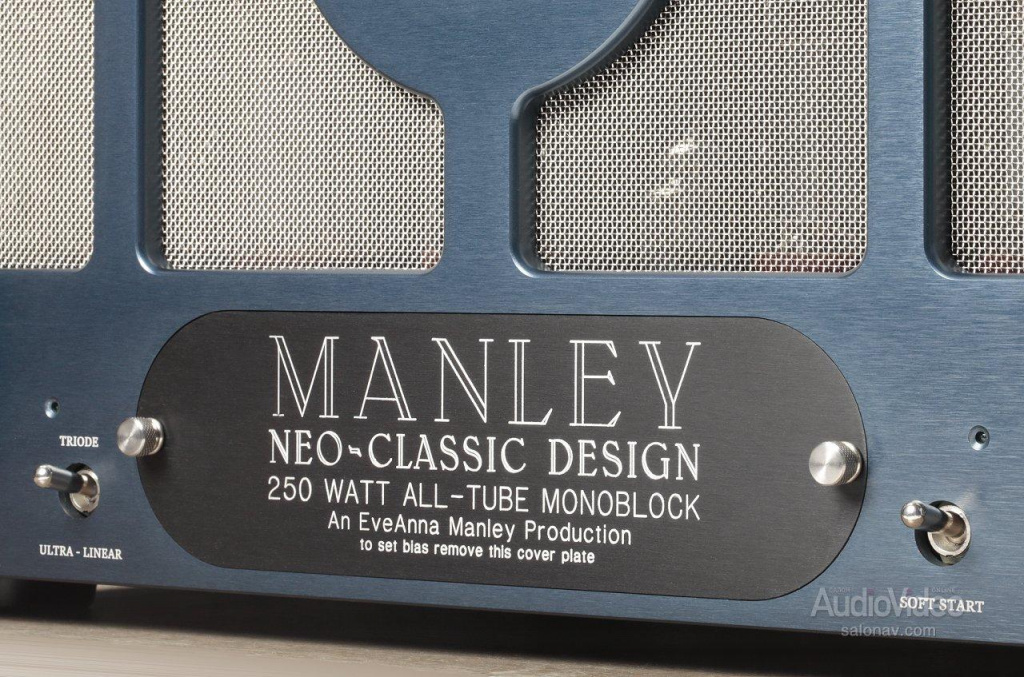 MANLEY
NEO-CLASSIC DESIGN
250 WATT ALL-TUBE MONOBLOCK
An EveAnna Manley Production
to set bias remove this cover plate
TRIODE
ULTRA - LINEAR
SOFT START
AudioVideo
salonav.com